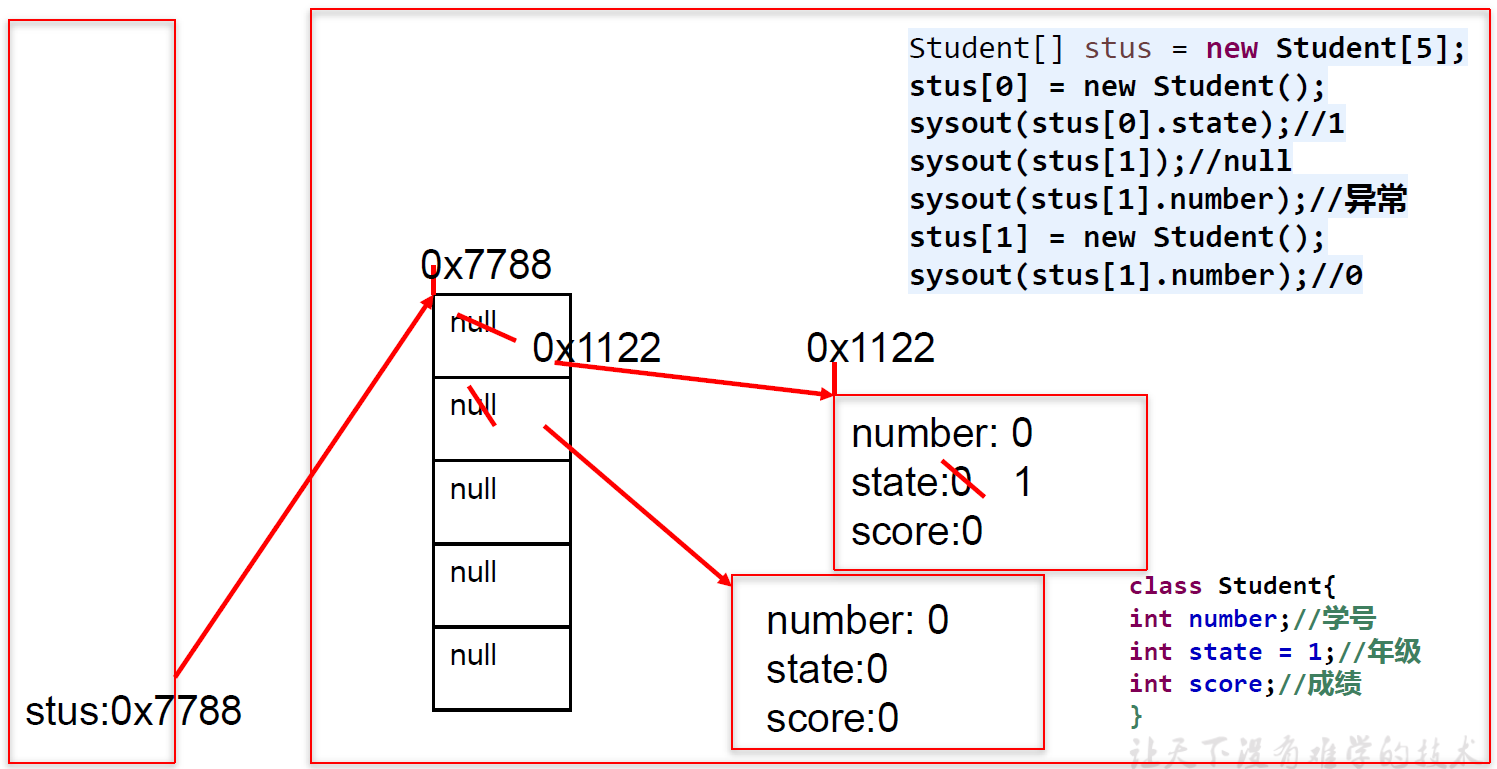 Student[] stus = new Student[5];
stus[0] = new Student();
sysout(stus[0].state);//1
sysout(stus[1]);//null
sysout(stus[1].number);//异常
stus[1] = new Student();
sysout(stus[1].number);//0
0x7788
null
0x1122
0x1122
null
number: 0
state:0 1
score:0
null
null
null
number: 0
state:0
score:0
class Student{
int number;//学号
int state = 1;//年级
int score;//成绩
}
stus:0x7788
让天下没有难学的技术